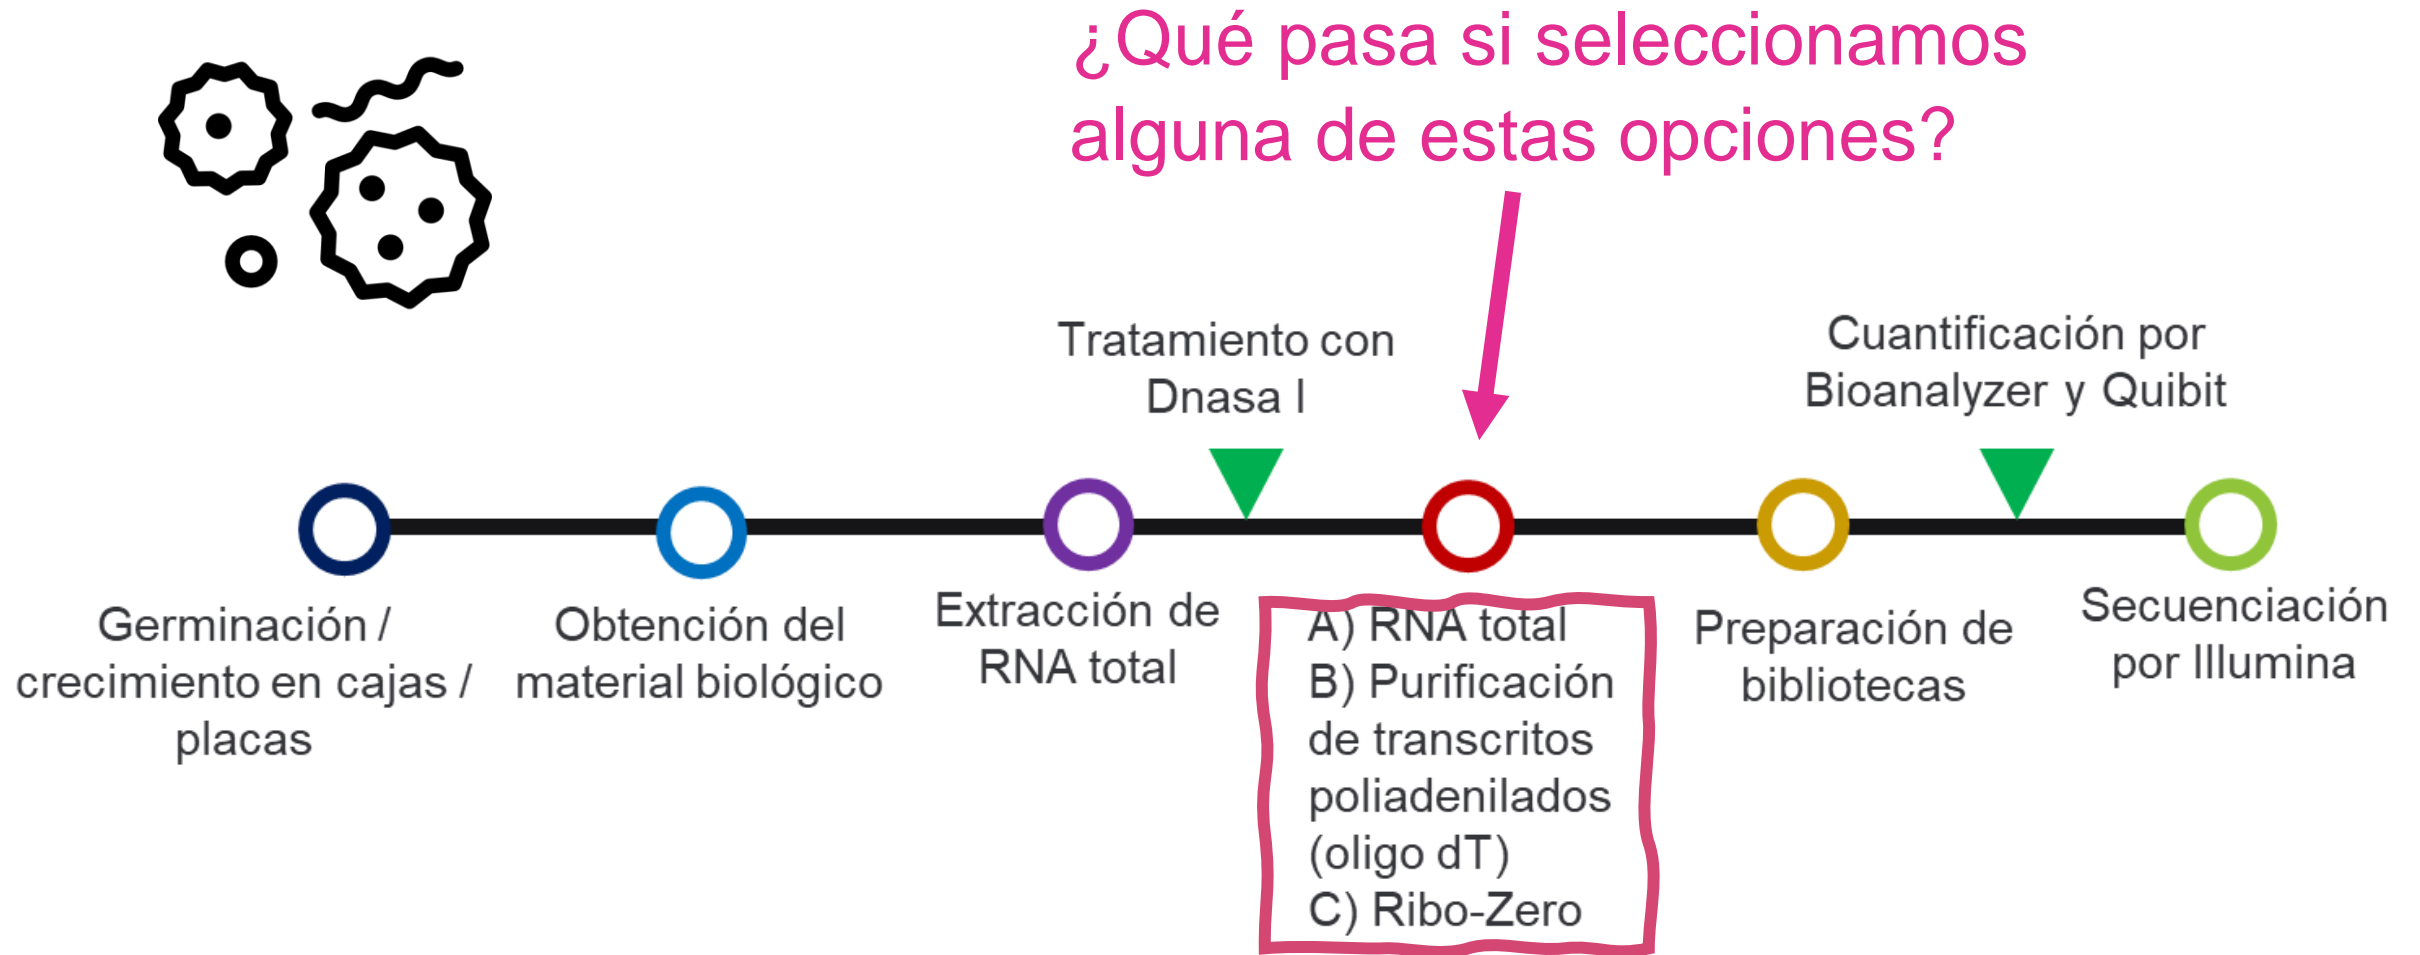 ¿Qué pasa si seleccionamos
alguna de estas opciones?
Tratamiento con
Dnasa I
Cuantificación por
Bioanalyzer y Quibit
Germinación /
crecimiento en cajas /
placas
Obtención del
material biológico
Extracción de
RNA total
A) RNA total
B) Purificación
de transcritos
poliadenilados
(oligo dT)
C) Ribo-Zero
Preparación de
bibliotecas
Secuenciación
por Illumina